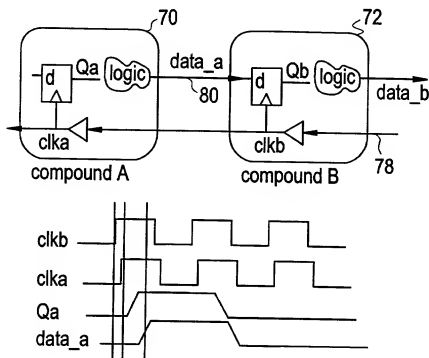 70
72
Qa
logic
data_a
d
80
Qb
logic
d
data_b
clka
clkb
78
compound A
compound B
clkb
clka
Qa
data_a